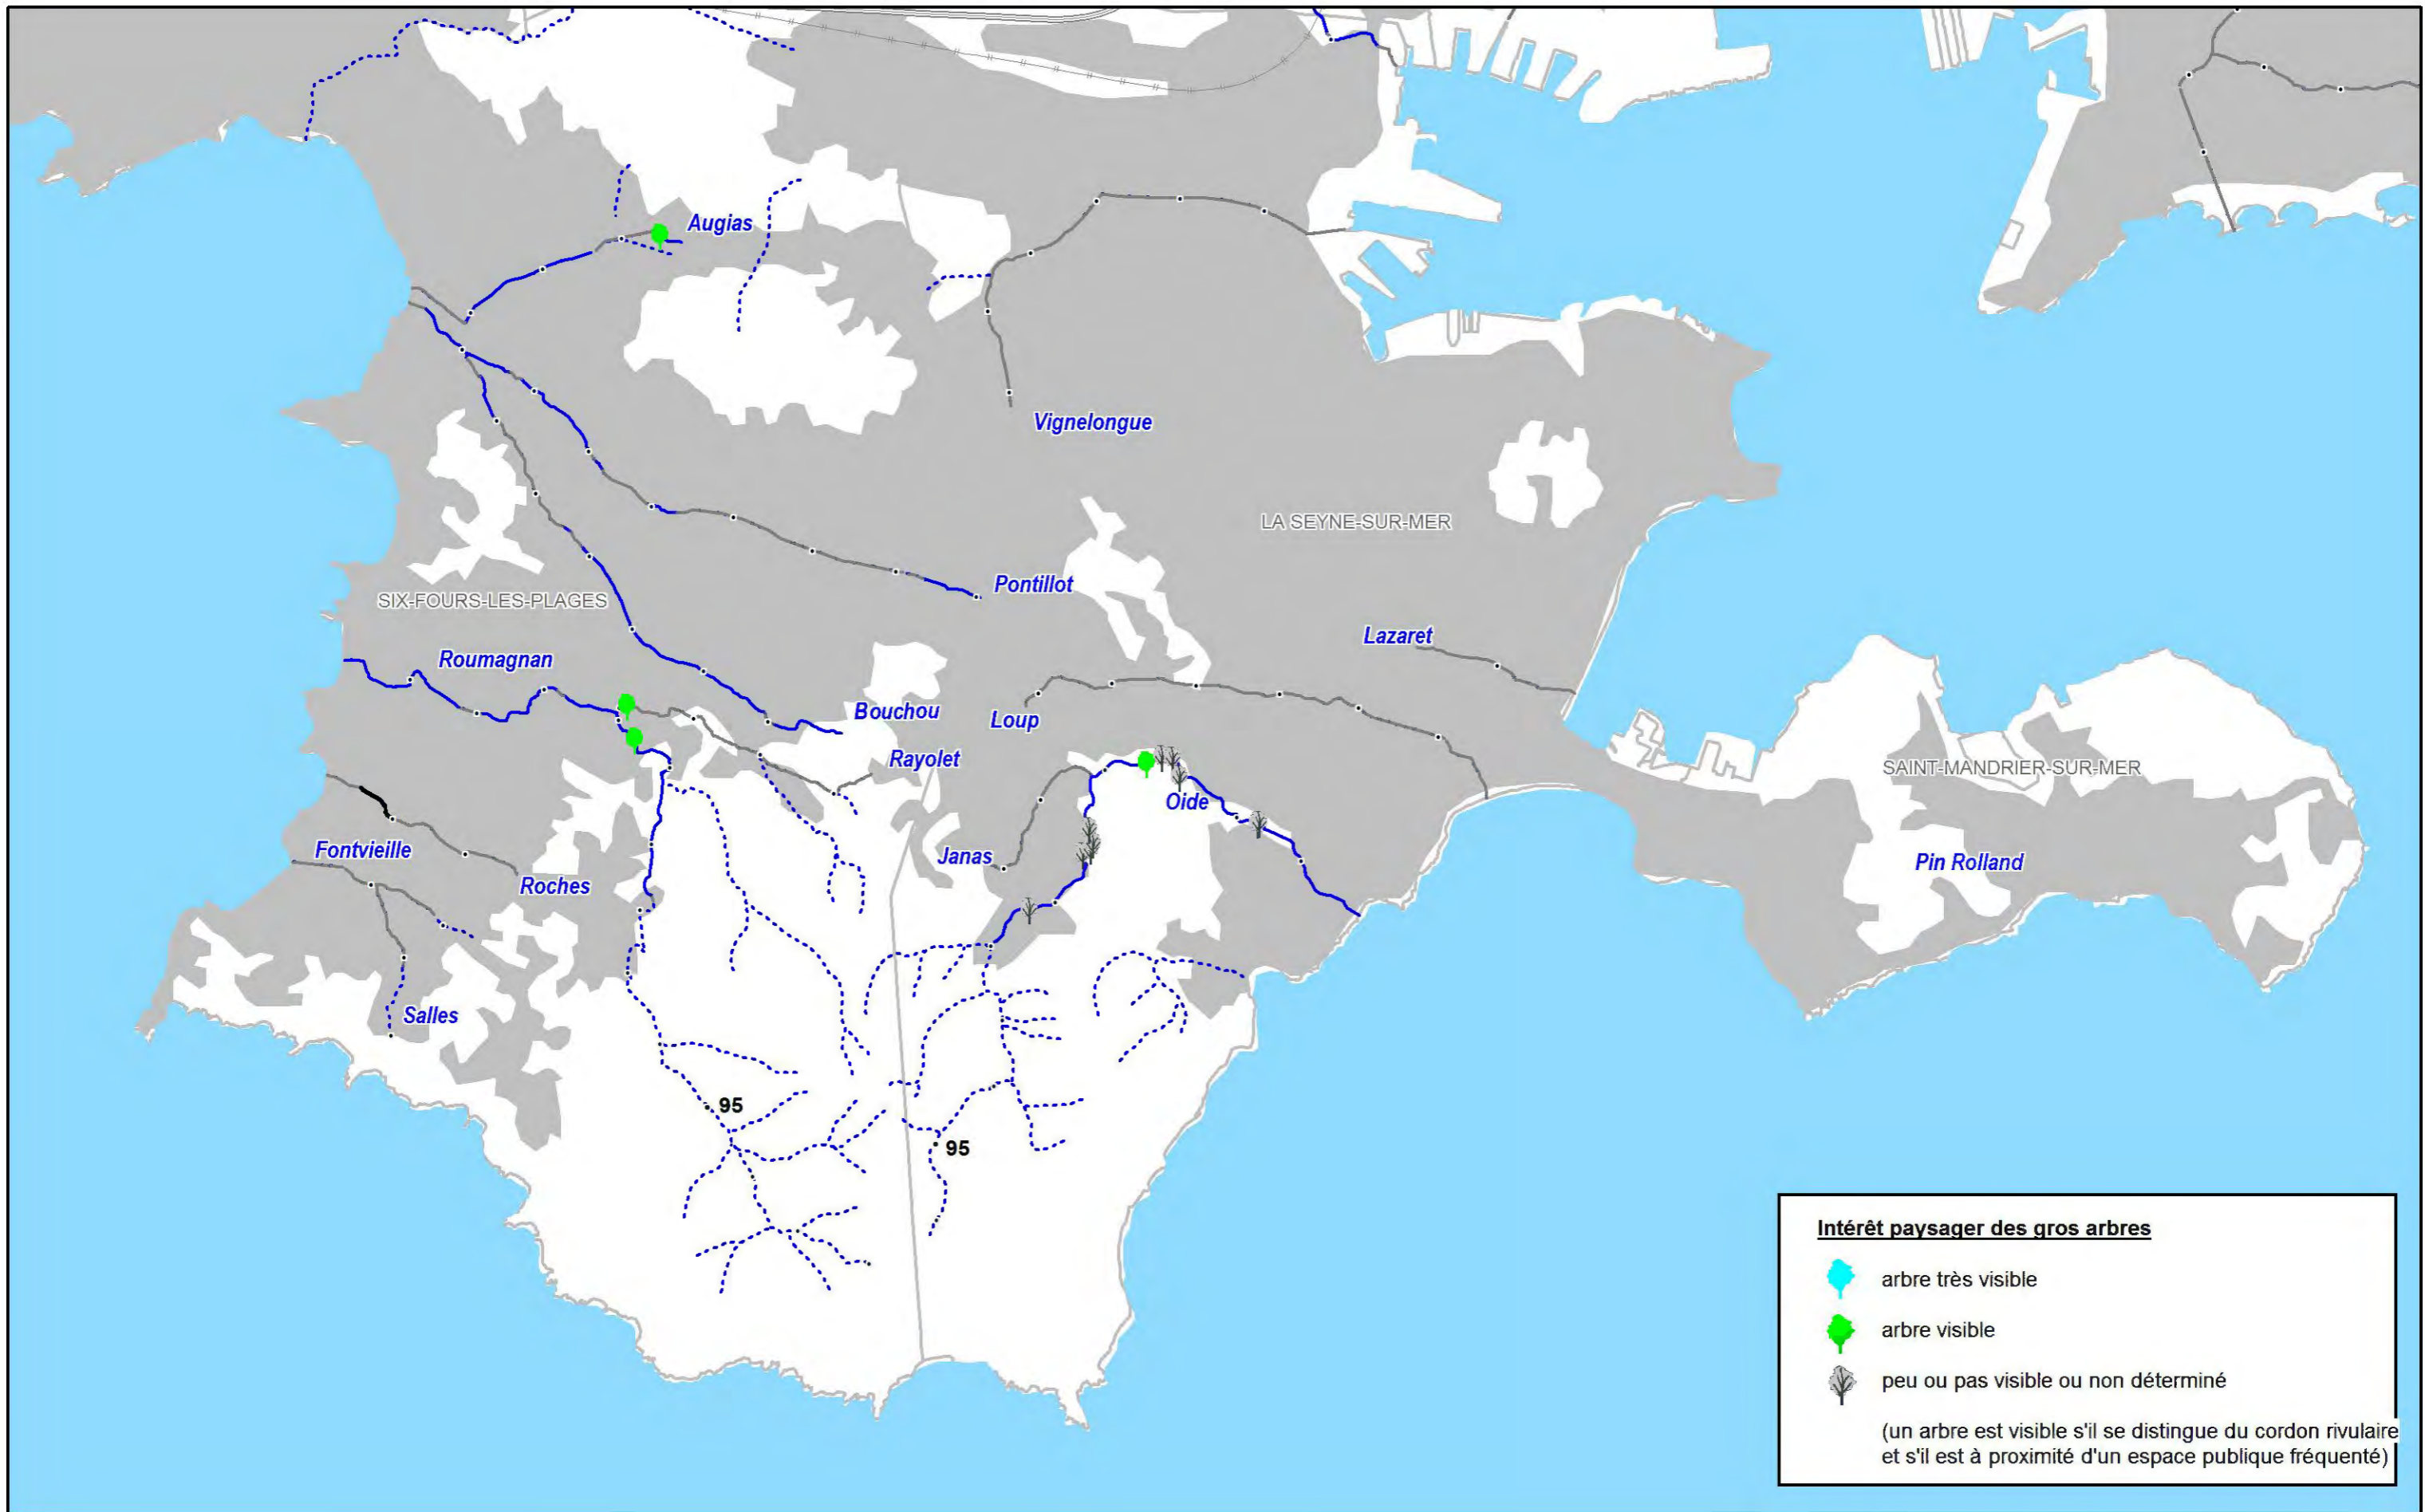 Augias
Vignelongue
LA SEYNE-SUR-MER
Pontillot
SIX-FOURS-LES-PLAGES
Lazaret
Roumagnan
Bouchou
Loup
Rayolet
SAINT-MANDRIER-SUR-MER
Oide
Fontvieille
Janas
Pin Rolland
Roches
Salles
95
95
Intérêt paysager des gros arbres
arbre très visible
arbre visible
peu ou pas visible ou non déterminé
(un arbre est visible s'il se distingue du cordon rivulaire
et s'il est à proximité d'un espace publique fréquenté)